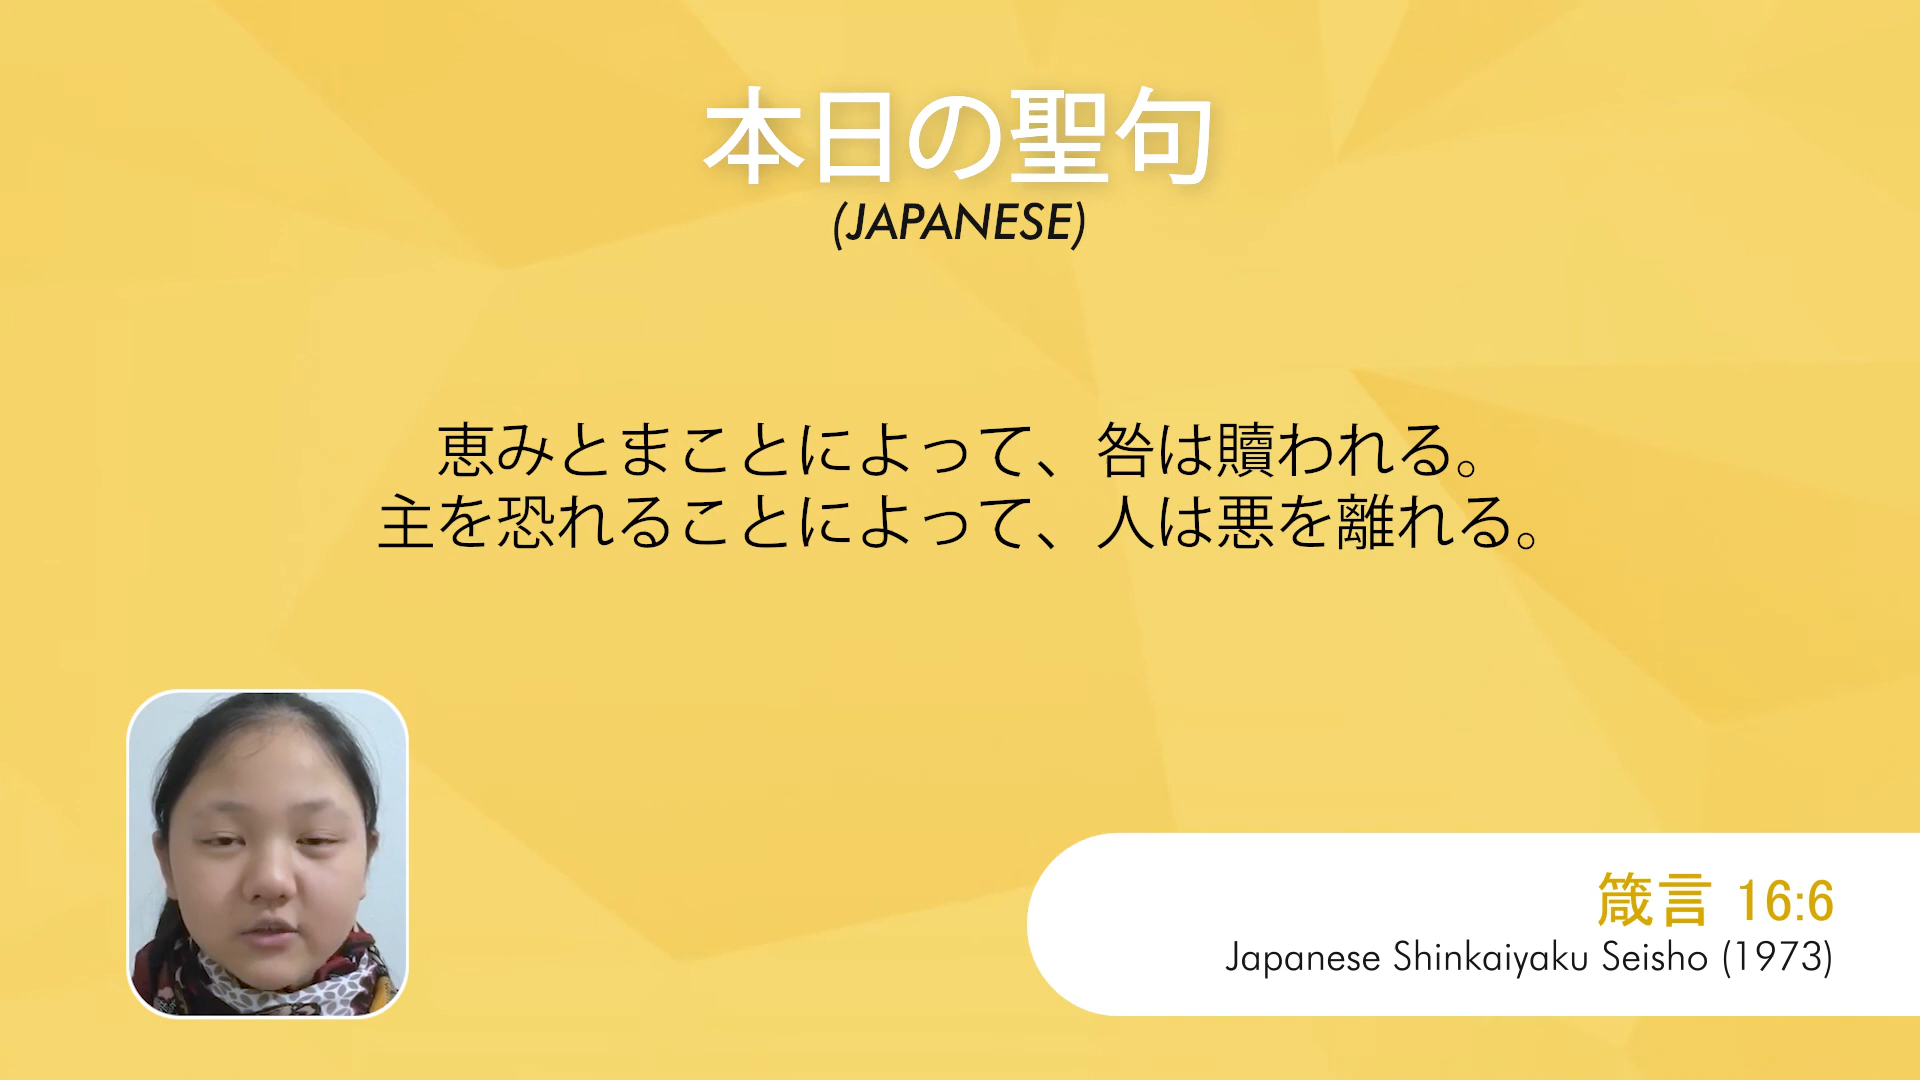 本日の聖句
(JAPANESE)
恵みとまことによって、咎は贖われる。
主を恐れることによって、人は悪を離れる。
箴言 16:6
Japanese Shinkaiyaku Seisho (1973)